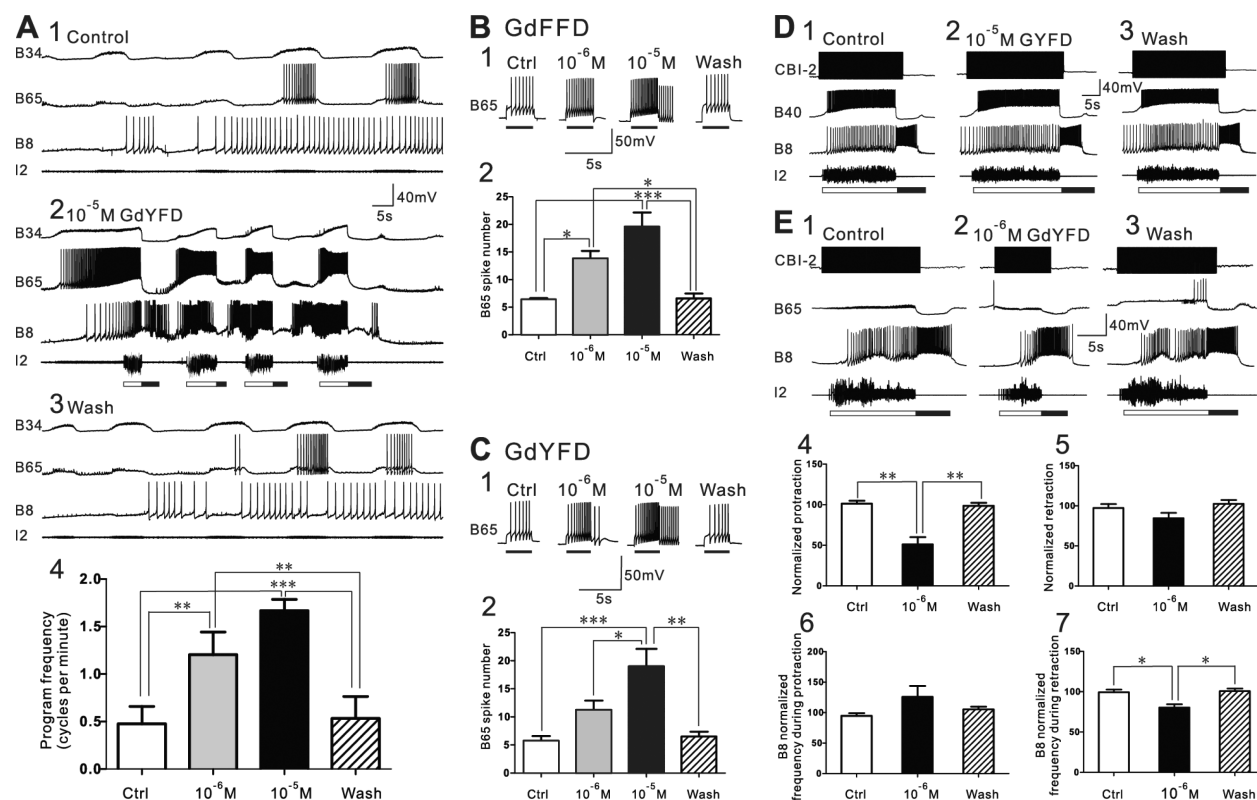 A
1 Control
B34
B65
B8
I2
40mV
5s
2 10⁻⁵M GdYFD
B34
B65
B8
I2
3 Wash
B34
B65
B8
I2
4
Program frequency
(cycles per minute)
2.0
1.5
1.0
0.5
0.0
** *** **
Ctrl 10⁻⁶M 10⁻⁵M Wash
B GdFFD
1 Ctrl 10⁻⁶M 10⁻⁵M Wash
B65
50mV
5s
2
B65 spike number
25
20
15
10
5
0
* *** *
Ctrl 10⁻⁶M 10⁻⁵M Wash
C GdYFD
1 Ctrl 10⁻⁶M 10⁻⁵M Wash
B65
50mV
5s
2
B65 spike number
25
20
15
10
5
0
*** * **
Ctrl 10⁻⁶M 10⁻⁵M Wash
D
1 Control
2 10⁻⁵M GYFD
3 Wash
CBI-2
40mV
5s
B40
B8
I2
E
1 Control
2 10⁻⁶M GdYFD
3 Wash
CBI-2
B65
40mV
5s
B8
I2
4
Normalized protraction
150
100
50
0
** **
Ctrl 10⁻⁶M Wash
5
Normalized retraction
150
100
50
0
Ctrl 10⁻⁶M Wash
6
B8 normalized
frequency during protraction
200
150
100
50
0
Ctrl 10⁻⁶M Wash
7
B8 normalized
frequency during retraction
150
100
50
0
* *
Ctrl 10⁻⁶M Wash